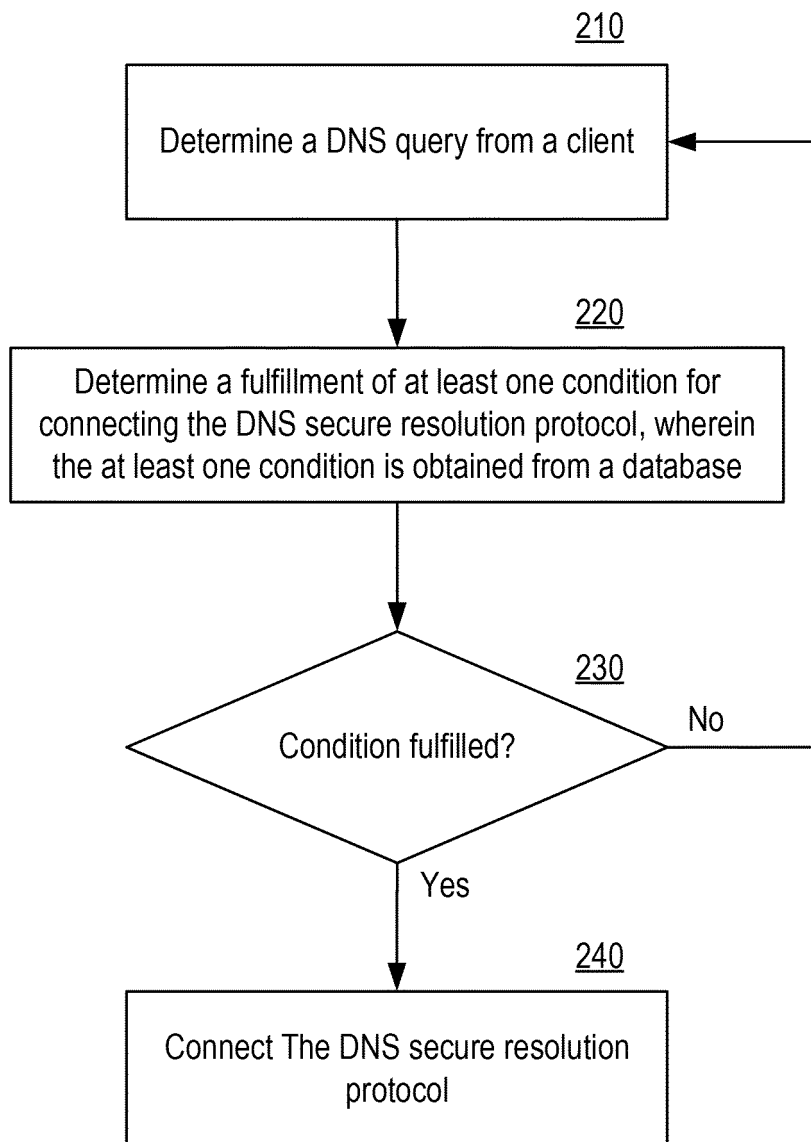 210
Determine a DNS query from a client
220
Determine a fulfillment of at least one condition for
connecting the DNS secure resolution protocol, wherein
the at least one condition is obtained from a database
230
Condition fulfilled?
No
Yes
240
Connect The DNS secure resolution
protocol